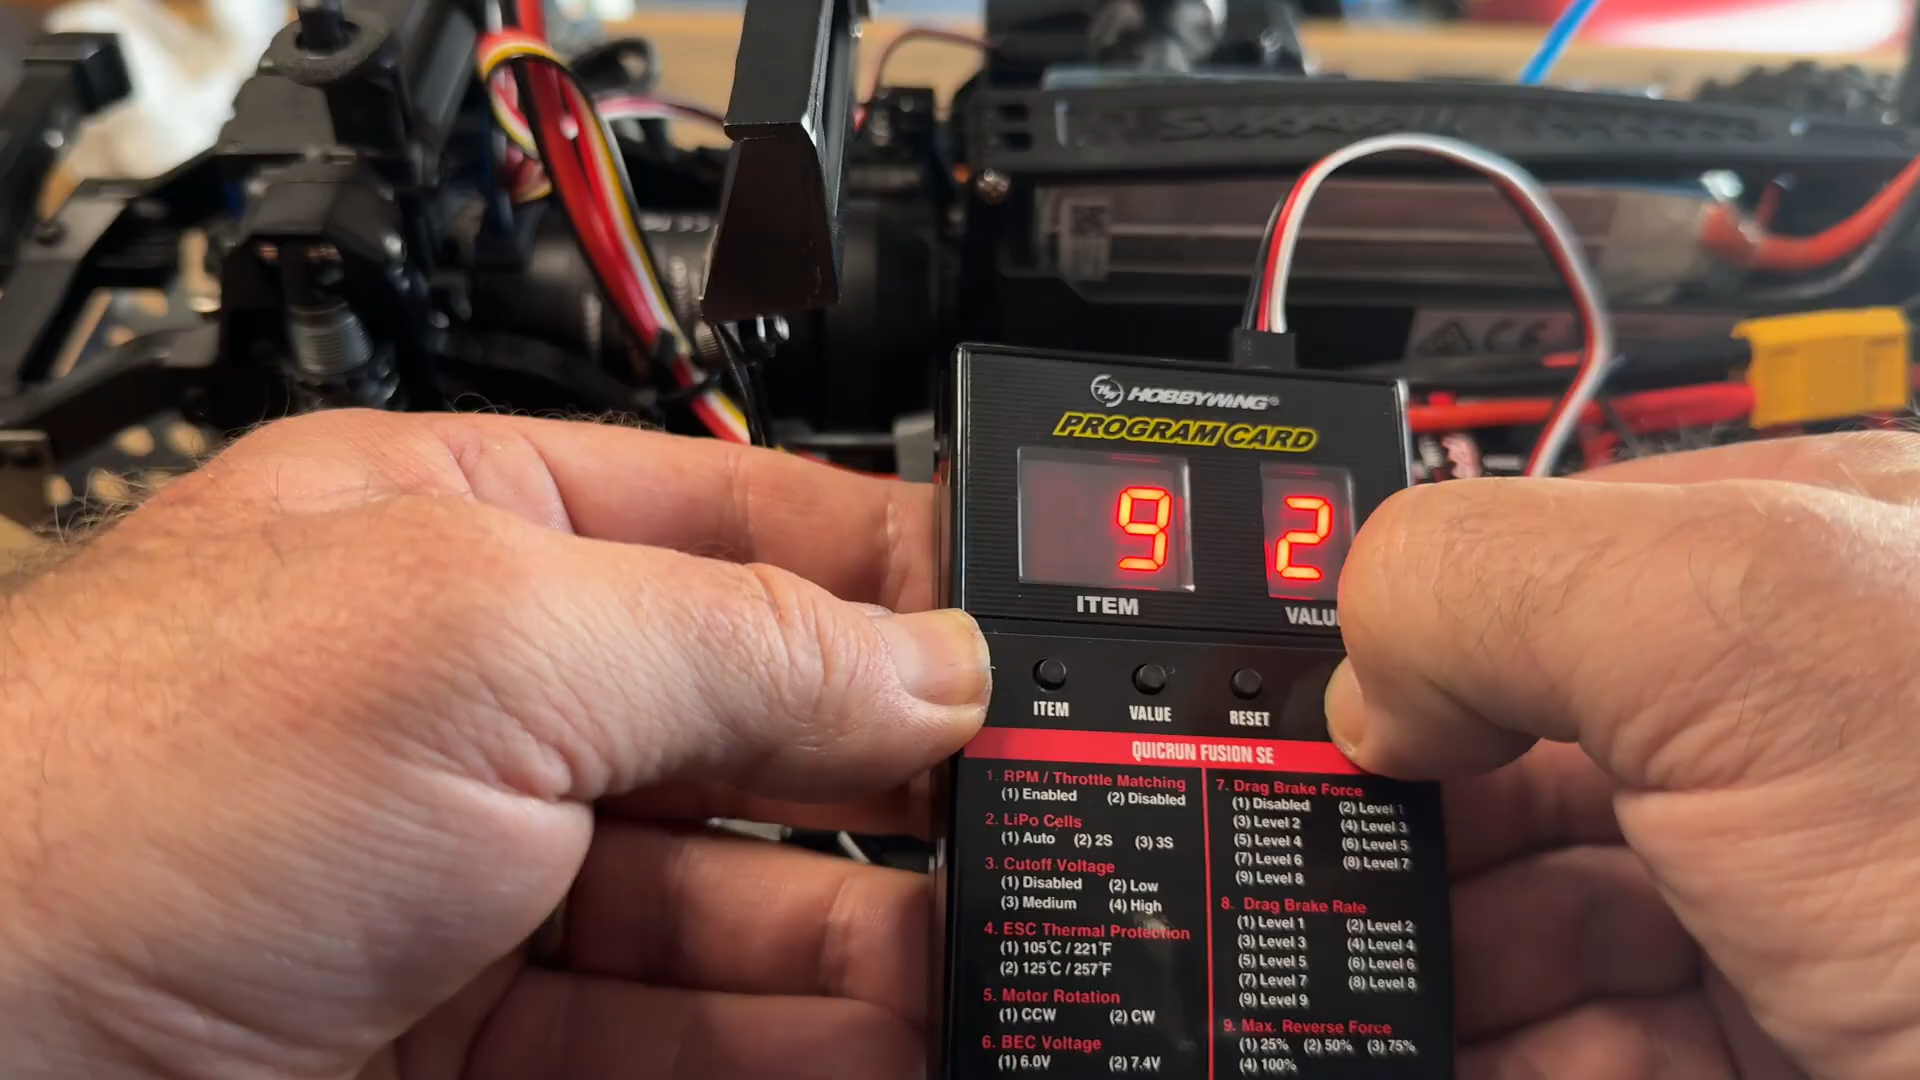 HOBBYWING®
PROGRAM CARD
9 2
ITEM
ITEM VALUE RESET
QUICRUN FUSION SE
1. RPM / Throttle Matching
(1) Enabled (2) Disabled
2. LiPo Cells
(1) Auto (2) 2S (3) 3S
3. Cutoff Voltage
(1) Disabled (2) Low
(3) Medium (4) High
4. ESC Thermal Protection
(1) 105°C / 221°F
(2) 125°C / 257°F
5. Motor Rotation
(1) CCW (2) CW
6. BEC Voltage
(1) 6.0V (2) 7.4V
7. Drag Brake Force
(1) Disabled (2) Level 1
(3) Level 2 (4) Level 3
(5) Level 4 (6) Level 5
(7) Level 6 (8) Level 7
(9) Level 8
8. Drag Brake Rate
(1) Level 1 (2) Level 2
(3) Level 3 (4) Level 4
(5) Level 5 (6) Level 6
(7) Level 7 (8) Level 8
(9) Level 9
9. Max. Reverse Force
(1) 25% (2) 50% (3) 75%
(4) 100%